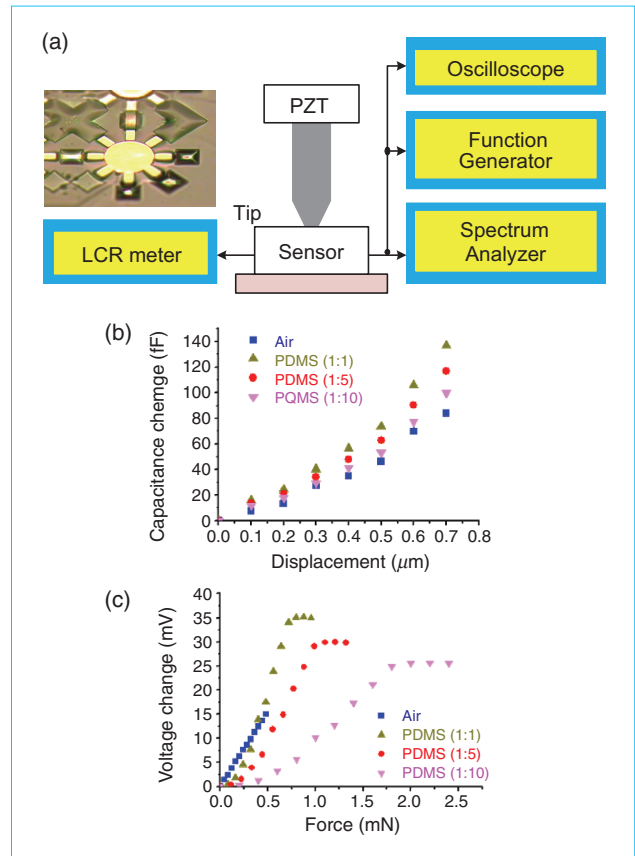 (a)
Oscilloscope
PZT
Function
Generator
Tip
LCR meter
Sensor
Spectrum
Analyzer
(b)
Capacitance chemge (fF)
140
120
100
80
60
40
20
0
Air
PDMS (1:1)
PDMS (1:5)
PQMS (1:10)
0.0 0.1 0.2 0.3 0.4 0.5 0.6 0.7 0.8
Displacement (μm)
(c)
Voltage change (mV)
40
35
30
25
20
15
10
5
0
Air
PDMS (1:1)
PDMS (1:5)
PDMS (1:10)
0.0 0.5 1.0 1.5 2.0 2.5
Force (mN)